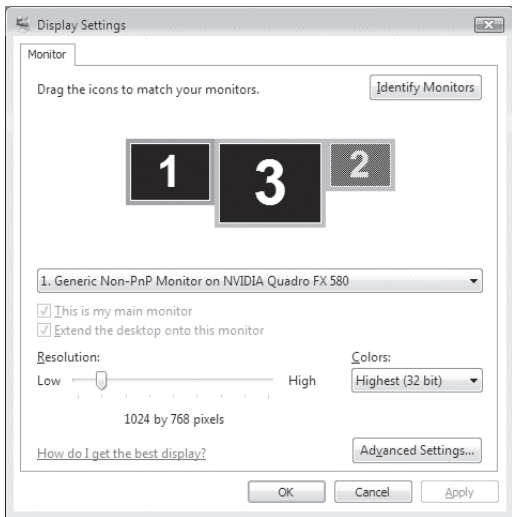 Display Settings
Monitor
Drag the icons to match your monitors.
Identify Monitors
1 3 2
1. Generic Non-PnP Monitor on NVIDIA Quadro FX 580
This is my main monitor
Extend the desktop onto this monitor
Resolution:
Colors:
Low High
Highest (32 bit)
1024 by 768 pixels
How do I get the best display?
Advanced Settings...
OK Cancel Apply